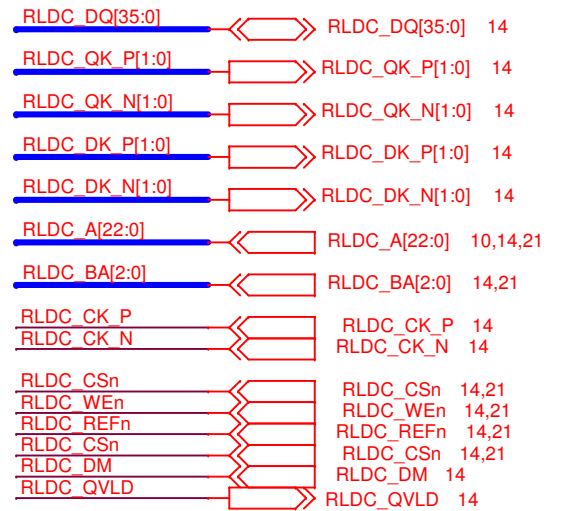 RLDC_DQ[35:0] RLDC_DQ[35:0] 14
RLDC_QK_P[1:0] RLDC_QK_P[1:0] 14
RLDC_QK_N[1:0] RLDC_QK_N[1:0] 14
RLDC_DK_P[1:0] RLDC_DK_P[1:0] 14
RLDC_DK_N[1:0] RLDC_DK_N[1:0] 14
RLDC_A[22:0] RLDC_A[22:0] 10,14,21
RLDC_BA[2:0] RLDC_BA[2:0] 14,21
RLDC_CK_P RLDC_CK_P 14
RLDC_CK_N RLDC_CK_N 14
RLDC_CSn RLDC_CSn 14,21
RLDC_WEn RLDC_WEn 14,21
RLDC_REFn RLDC_REFn 14,21
RLDC_CSn RLDC_CSn 14,21
RLDC_DM RLDC_DM 14
RLDC_QVLD RLDC_QVLD 14